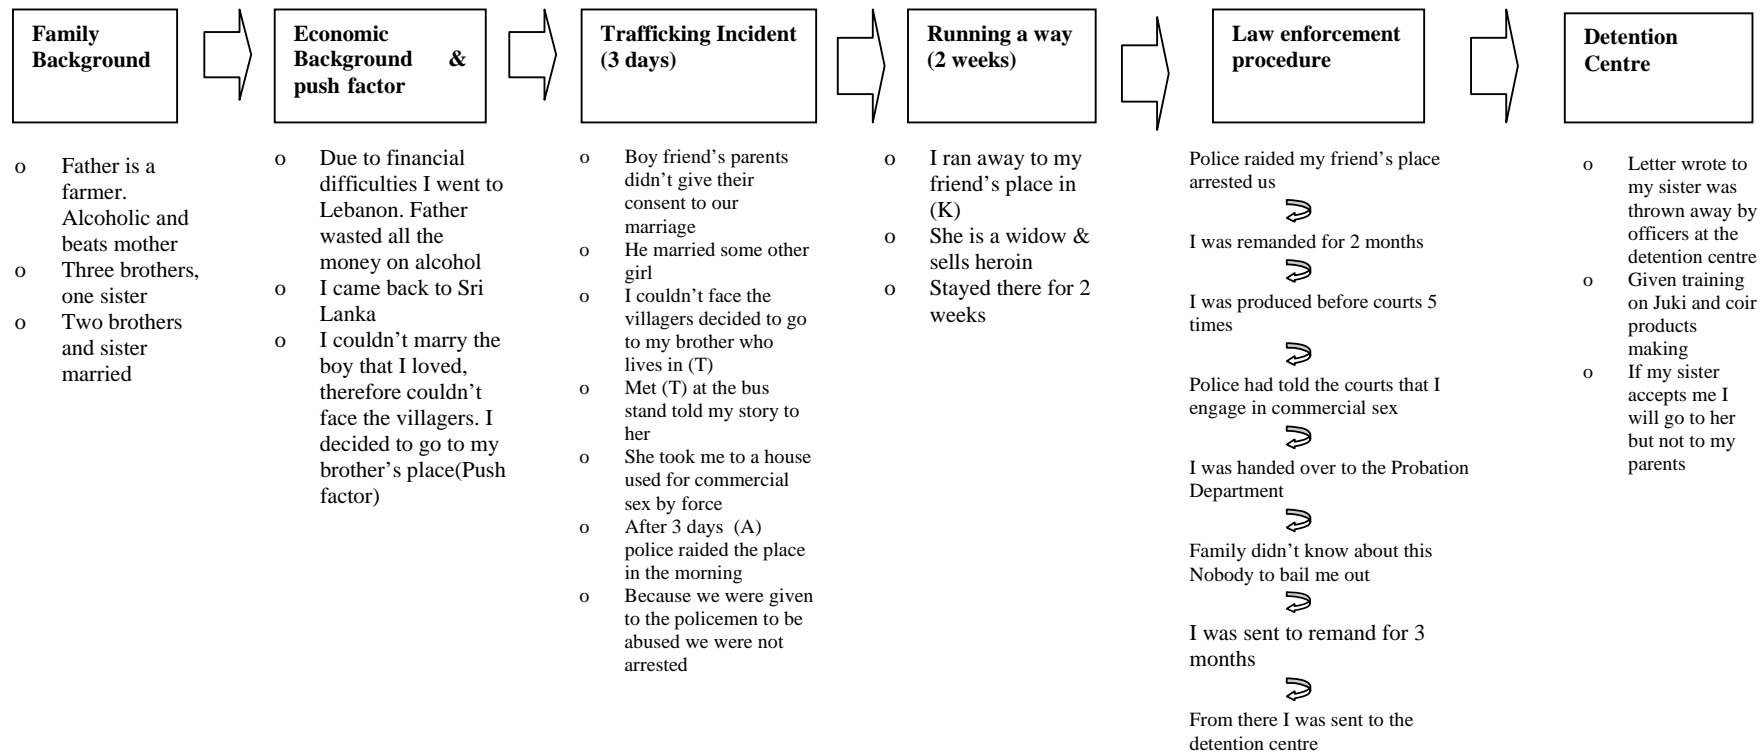 Family
Background
Economic
Background &
push factor
Trafficking Incident
(3 days)
Running a way
(2 weeks)
Law enforcement
procedure
Detention
Centre
o Father is a
farmer.
Alcoholic and
beats mother
o Three brothers,
one sister
o Two brothers
and sister
married
o Due to financial
difficulties I went to
Lebanon. Father
wasted all the
money on alcohol
o I came back to Sri
Lanka
o I couldn’t marry the
boy that I loved,
therefore couldn’t
face the villagers. I
decided to go to my
brother’s place(Push
factor)
o Boy friend’s parents
didn’t give their
consent to our
marriage
o He married some other
girl
o I couldn’t face the
villagers decided to go
to my brother who
lives in (T)
o Met (T) at the bus
stand told my story to
her
o She took me to a house
used for commercial
sex by force
o After 3 days (A)
police raided the place
in the morning
o Because we were given
to the policemen to be
abused we were not
arrested
o I ran away to my
friend’s place in
(K)
o She is a widow &
sells heroin
o Stayed there for 2
weeks
Police raided my friend’s place
arrested us
I was remanded for 2 months
I was produced before courts 5
times
Police had told the courts that I
engage in commercial sex
I was handed over to the Probation
Department
Family didn’t know about this
Nobody to bail me out
I was sent to remand for 3
months
From there I was sent to the
detention centre
o Letter wrote to
my sister was
thrown away by
officers at the
detention centre
o Given training
on Juki and coir
products
making
o If my sister
accepts me I
will go to her
but not to my
parents